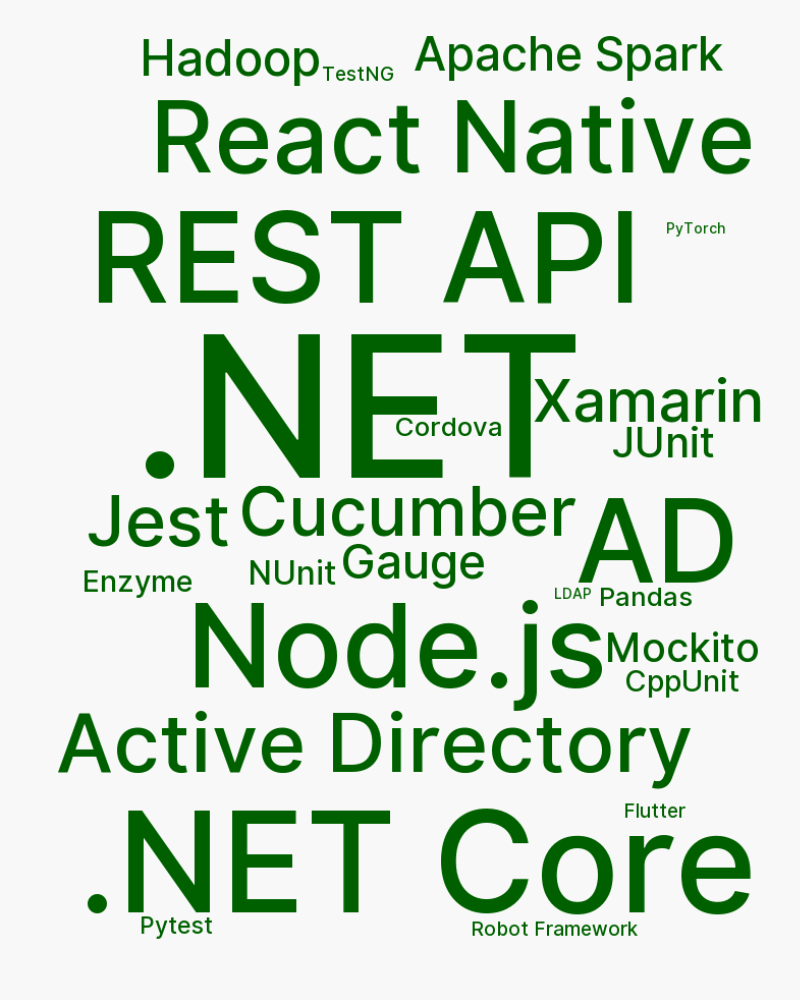 Hadoop TestNG Apache Spark
React Native
REST API PyTorch
.NET
Cordova Xamarin
JUnit
Jest Cucumber AD
Enzyme NUnit Gauge
LDAP Pandas
Node.js Mockito
CppUnit
Active Directory
Flutter
.NET Core
Pytest Robot Framework